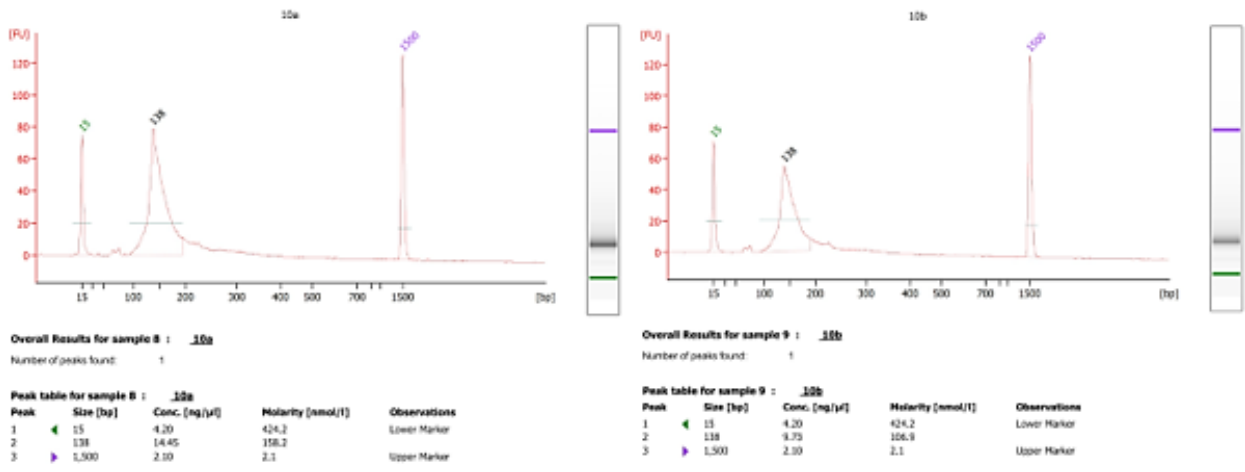 10a
[FU]
120
100
80
60
40
20
0
15
138
1500
15 100 200 300 400 500 700 1500 [bp]
Overall Results for sample 8 : 10a
Number of peaks found: 1
Peak table for sample 8 : 10a
Peak Size [bp] Conc. [ng/µl] Molarity [nmol/l] Observations
1 15 4.20 424.2 Lower Marker
2 138 14.45 158.2
3 1,500 2.10 2.1 Upper Marker
10b
[FU]
120
100
80
60
40
20
0
15
138
1500
15 100 200 300 400 500 700 1500 [bp]
Overall Results for sample 9 : 10b
Number of peaks found: 1
Peak table for sample 9 : 10b
Peak Size [bp] Conc. [ng/µl] Molarity [nmol/l] Observations
1 15 4.20 424.2 Lower Marker
2 138 9.75 106.9
3 1,500 2.10 2.1 Upper Marker